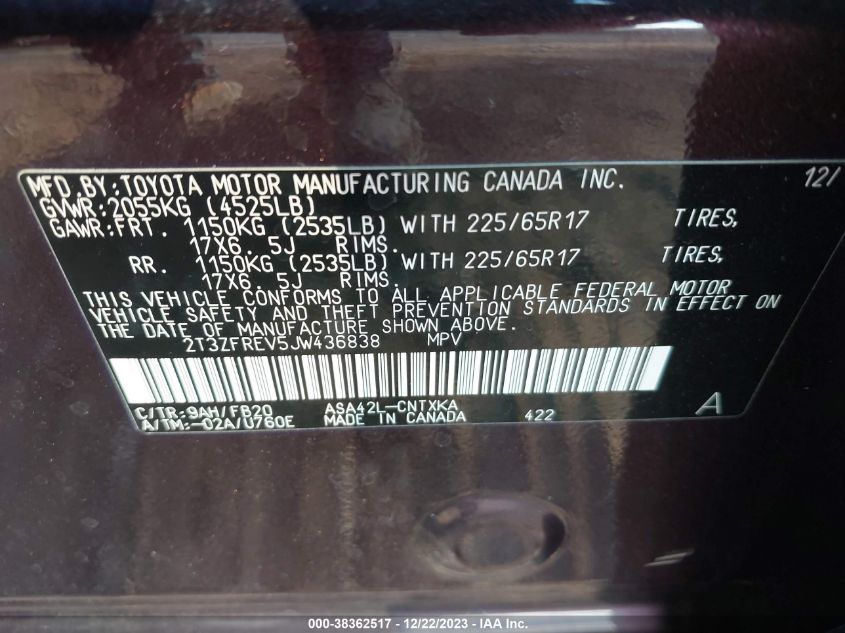 MFD.BY:TOYOTA MOTOR MANUFACTURING CANADA INC. 12/
GVWR:2055KG (4525LB)
GAWR:FRT. 1150KG (2535LB) WITH 225/65R17 TIRES,
17X6. 5J RIMS.
RR. 1150KG (2535LB) WITH 225/65R17 TIRES,
17X6. 5J RIMS.
THIS VEHICLE CONFORMS TO ALL APPLICABLE FEDERAL MOTOR
VEHICLE SAFETY AND THEFT PREVENTION STANDARDS IN EFFECT ON
THE DATE OF MANUFACTURE SHOWN ABOVE.
2T3ZFREV5JW436838 MPV
C/TR:9AH/FB20 ASA42L-CNTXKA A
A/TM:-02A/U760E MADE IN CANADA 422
000-38362517 - 12/22/2023 - IAA Inc.